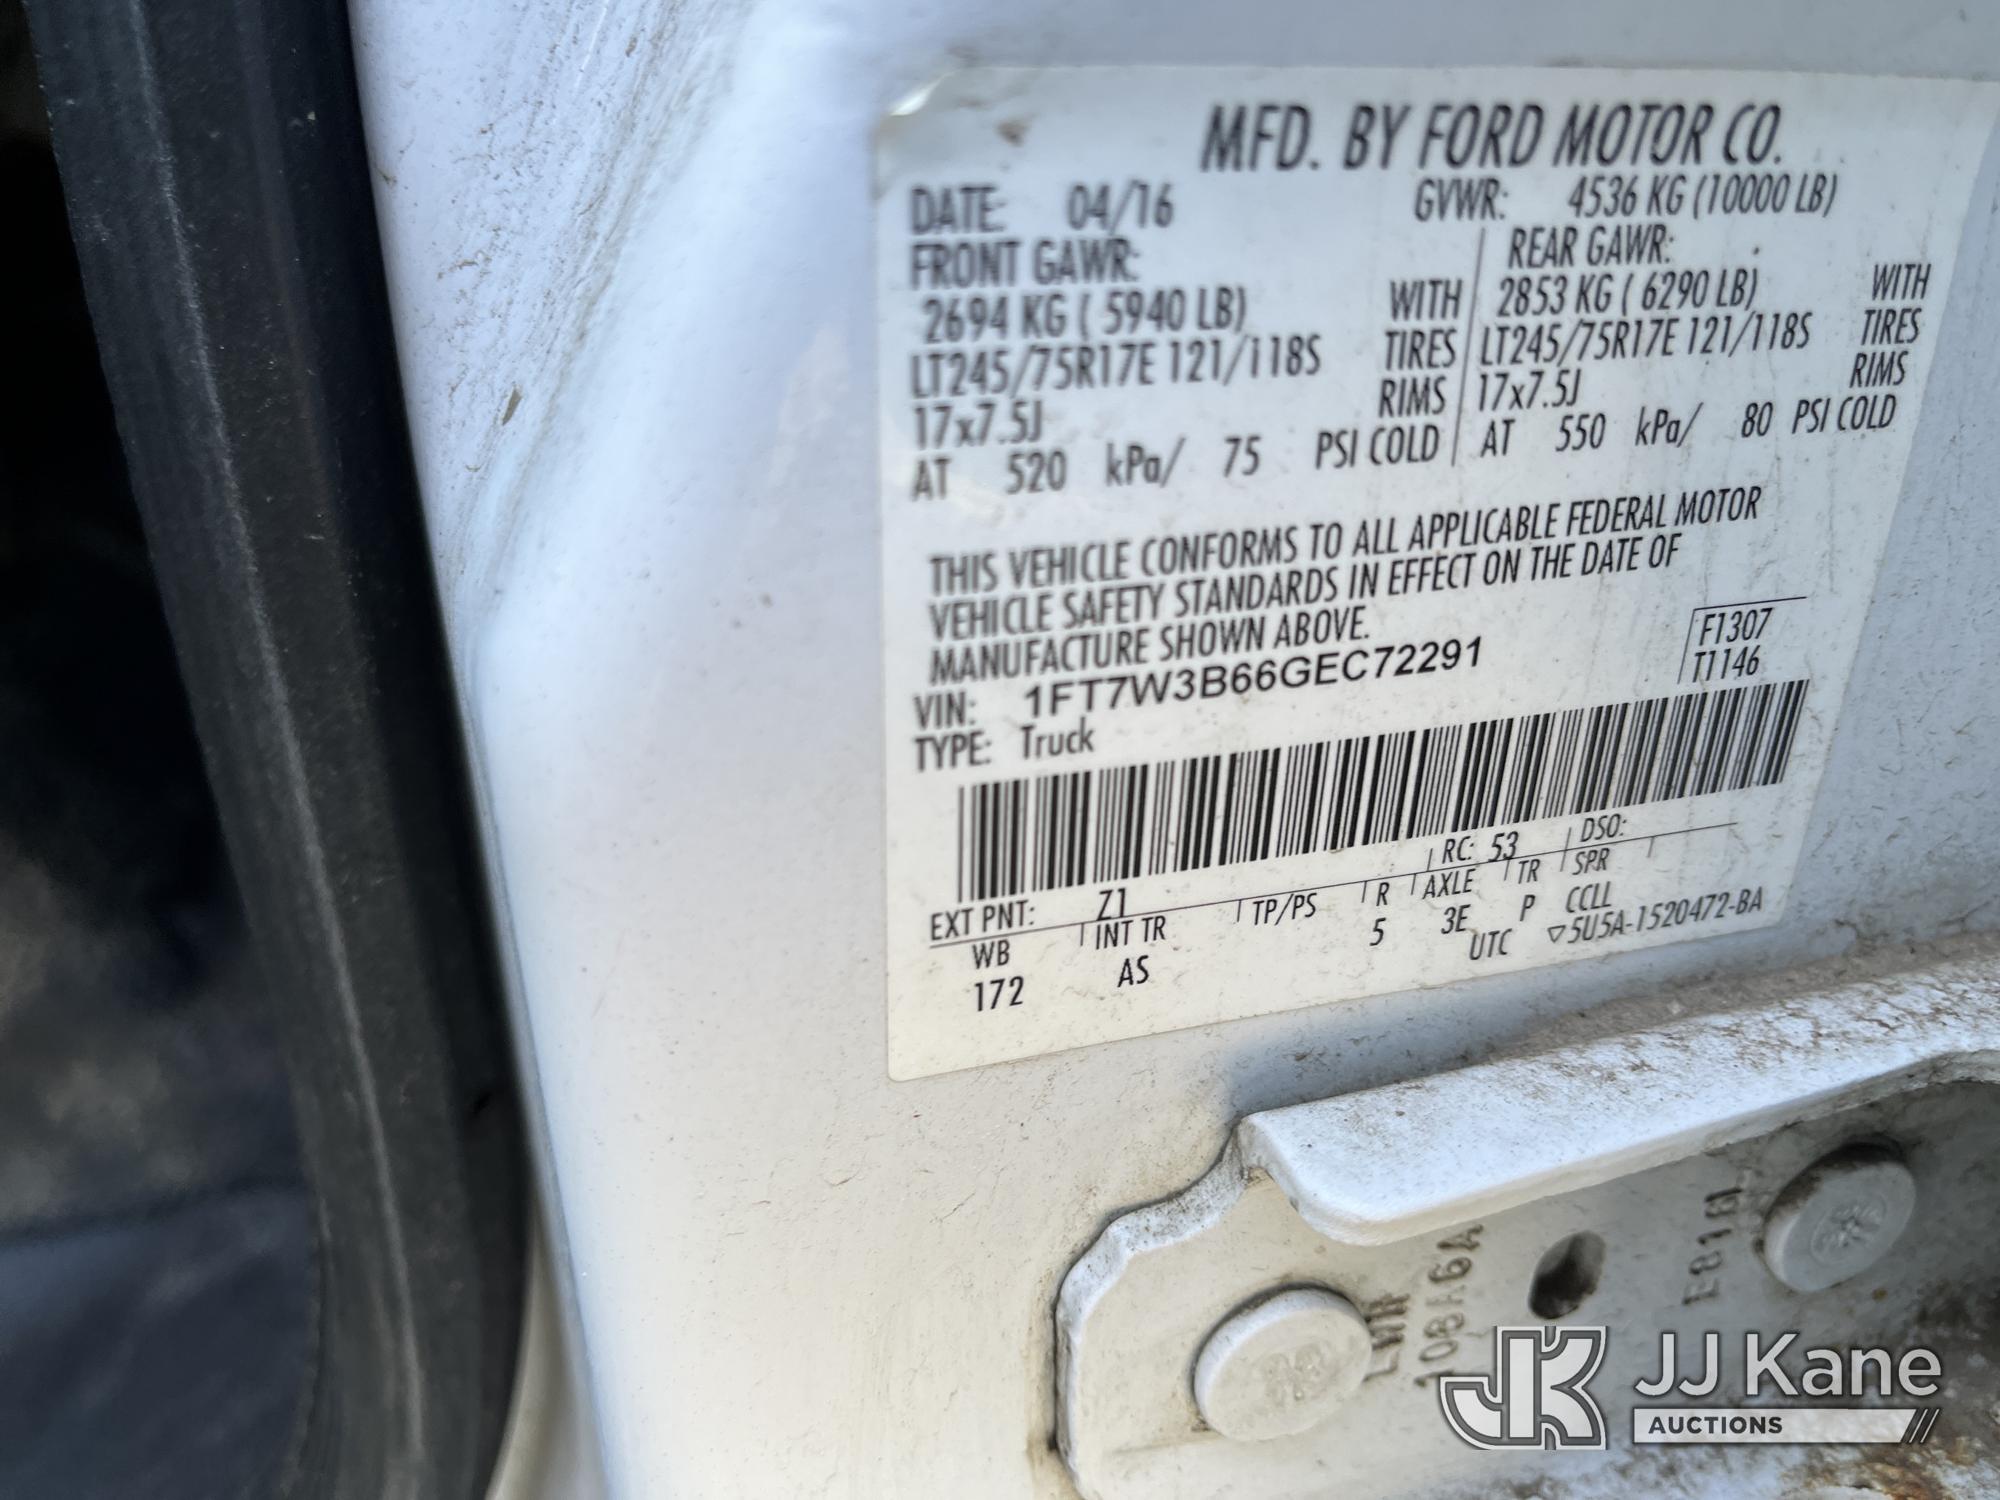 MFD. BY FORD MOTOR CO.
DATE: 04/16 GVWR: 4536 KG (10000 LB)
FRONT GAWR: REAR GAWR:
2694 KG ( 5940 LB) WITH 2853 KG ( 6290 LB) WITH
LT245/75R17E 121/118S TIRES LT245/75R17E 121/118S TIRES
17x7.5J RIMS 17x7.5J RIMS
AT 520 kPa/ 75 PSI COLD AT 550 kPa/ 80 PSI COLD
THIS VEHICLE CONFORMS TO ALL APPLICABLE FEDERAL MOTOR
VEHICLE SAFETY STANDARDS IN EFFECT ON THE DATE OF
MANUFACTURE SHOWN ABOVE.
VIN: 1FT7W3B66GEC72291
F1307
T1146
TYPE: Truck
EXT PNT: Z1 RC: 53 DSO:
WB INT TR TP/PS R AXLE TR SPR
172 AS 5 3E P CCLL
UTC ▽5U5A-1520472-BA
108A6A
JK JJ Kane
AUCTIONS